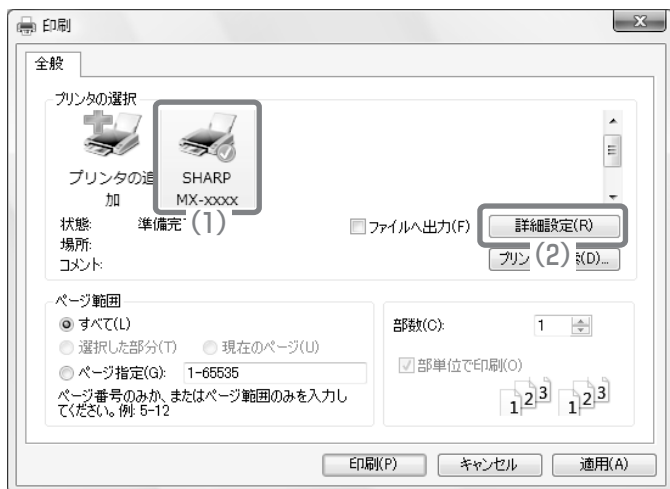 印刷
全般
プリンタの選択
プリンタの追
加
SHARP
MX-xxxx
(1)
状態: 準備完
場所:
コメント:
ファイルへ出力(F)
詳細設定(R)
(2)
プリン 索(D)...
ページ範囲
すべて(L)
選択した部分(T) 現在のページ(U)
ページ指定(G): 1-65535
ページ番号のみか、またはページ範囲のみを入力し
てください。例: 5-12
部数(C): 1
部単位で印刷(O)
1 2 3 1 2 3
印刷(P) キャンセル 適用(A)